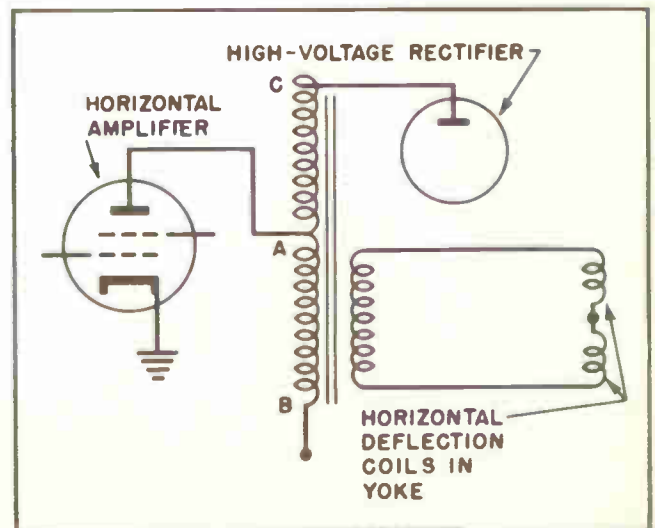 HIGH-VOLTAGE RECTIFIER
C
HORIZONTAL
AMPLIFIER
A
B
HORIZONTAL
DEFLECTION
COILS IN
YOKE